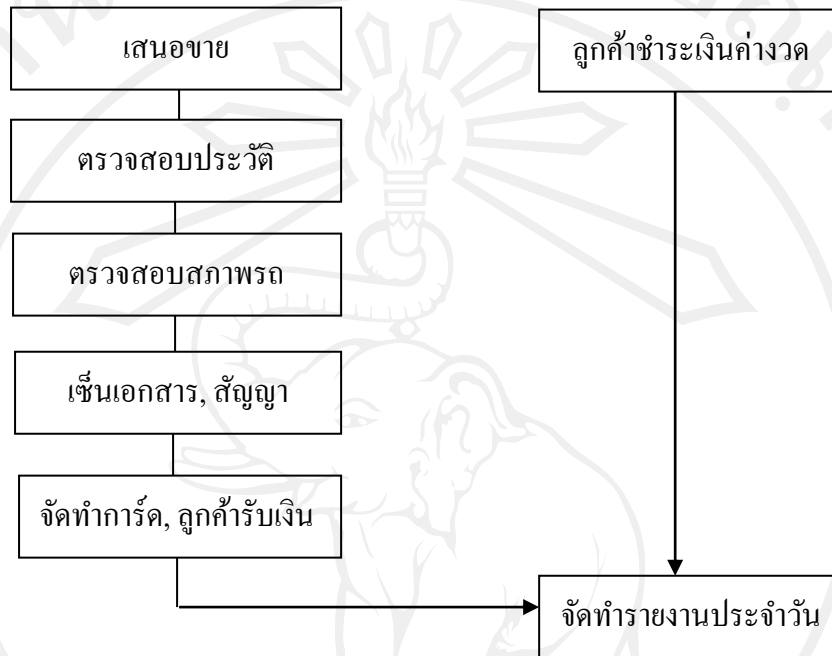 เสนอขาย
ตรวจสอบประวัติ
ตรวจสอบสภาพรถ
เซ็นเอกสาร, สัญญา
จัดทำการ์ด, ลูกค้ารับเงิน
ลูกค้าชำระเงินค่างวด
จัดทำรายงานประจำวัน